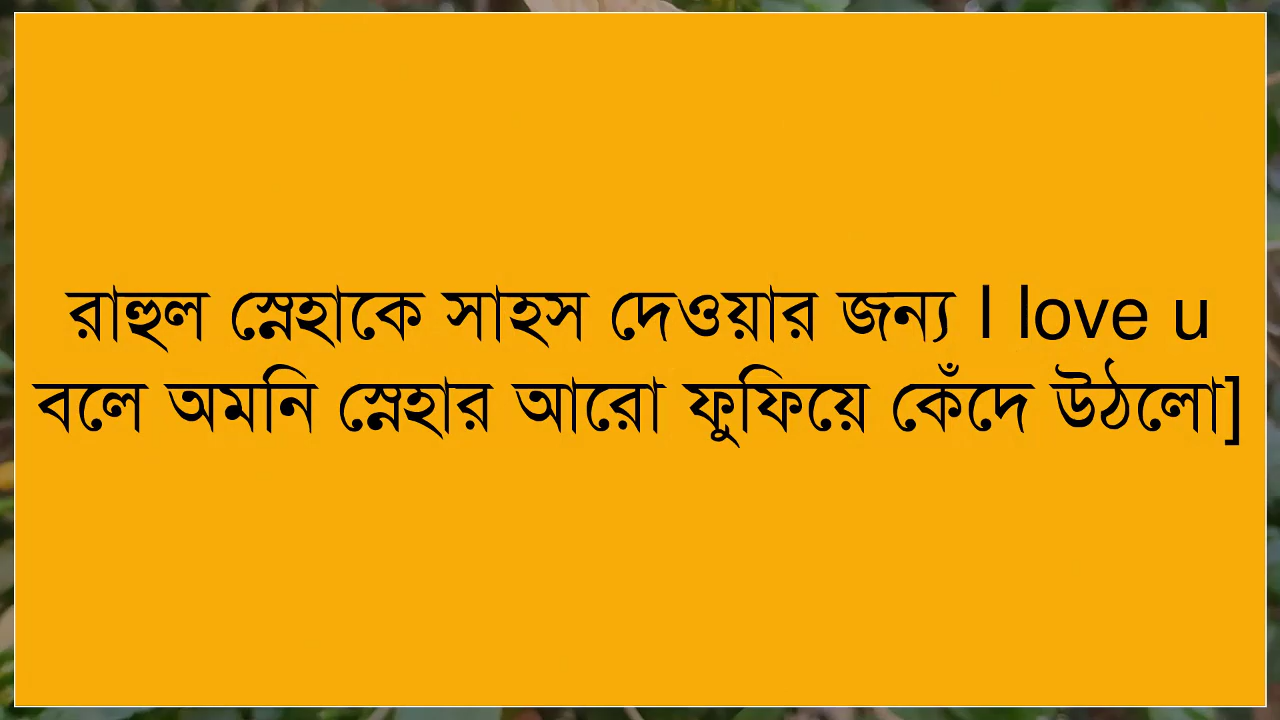 রাহুল স্নেহাকে সাহস দেওয়ার জন্য I love u
বলে অমনি স্নেহার আরো ফুফিয়ে কেঁদে উঠলো]